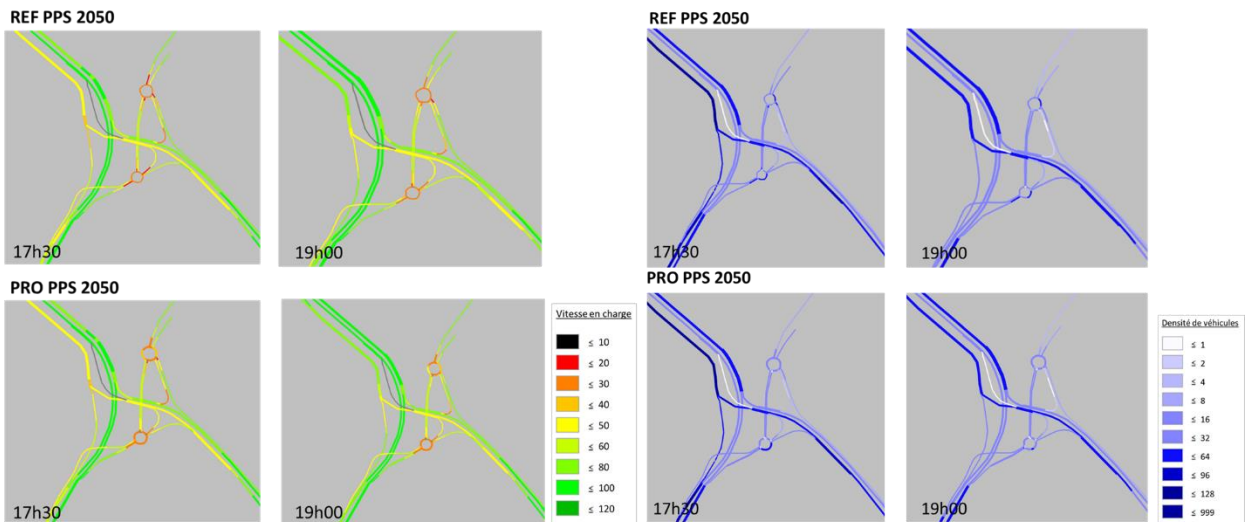 REF PPS 2050
REF PPS 2050
17h30
19h00
17h30
19h00
PRO PPS 2050
PRO PPS 2050
17h30
19h00
Vitesse en charge
≤ 10
≤ 20
≤ 30
≤ 40
≤ 50
≤ 60
≤ 80
≤ 100
≤ 120
17h30
19h00
Densité de véhicules
≤ 1
≤ 2
≤ 4
≤ 8
≤ 16
≤ 32
≤ 64
≤ 96
≤ 128
≤ 999